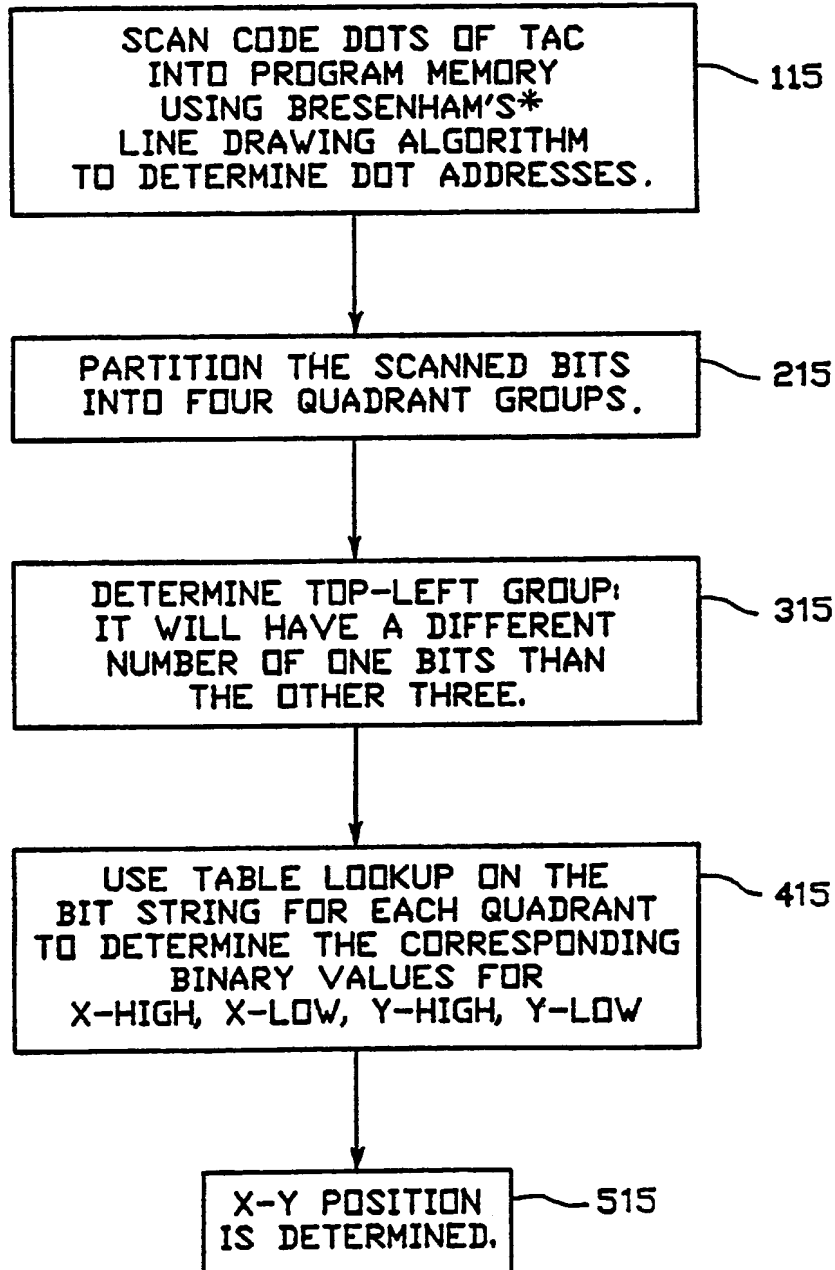 SCAN CODE DOTS OF TAC
INTO PROGRAM MEMORY
USING BRESENHAM'S*
LINE DRAWING ALGORITHM
TO DETERMINE DOT ADDRESSES.
115
PARTITION THE SCANNED BITS
INTO FOUR QUADRANT GROUPS.
215
DETERMINE TOP-LEFT GROUP:
IT WILL HAVE A DIFFERENT
NUMBER OF ONE BITS THAN
THE OTHER THREE.
315
USE TABLE LOOKUP ON THE
BIT STRING FOR EACH QUADRANT
TO DETERMINE THE CORRESPONDING
BINARY VALUES FOR
X-HIGH, X-LOW, Y-HIGH, Y-LOW
415
X-Y POSITION
IS DETERMINED.
515